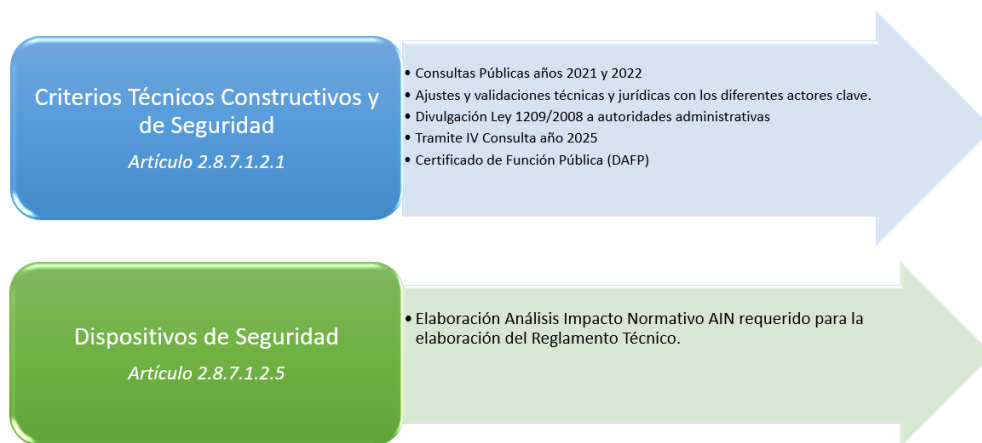 Criterios Técnicos Constructivos y
de Seguridad
Artículo 2.8.7.1.2.1
• Consultas Públicas años 2021 y 2022
• Ajustes y validaciones técnicas y jurídicas con los diferentes actores clave.
• Divulgación Ley 1209/2008 a autoridades administrativas
• Tramite IV Consulta año 2025
• Certificado de Función Pública (DAFP)
Dispositivos de Seguridad
Artículo 2.8.7.1.2.5
• Elaboración Análisis Impacto Normativo AIN requerido para la
elaboración del Reglamento Técnico.